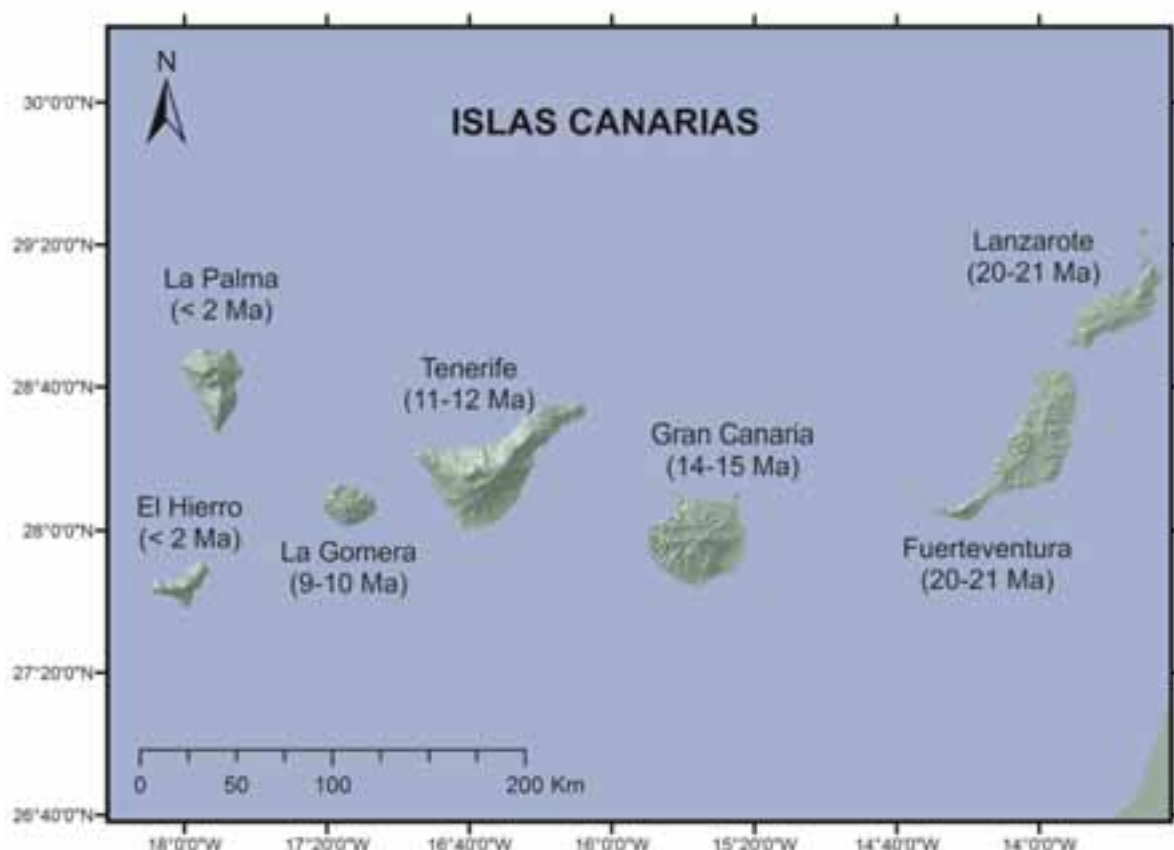 N
ISLAS CANARIAS
30°0'0"N
29°20'0"N
28°40'0"N
28°0'0"N
27°20'0"N
26°40'0"N
Lanzarote
(20-21 Ma)
La Palma
(< 2 Ma)
Tenerife
(11-12 Ma)
Gran Canaria
(14-15 Ma)
El Hierro
(< 2 Ma)
La Gomera
(9-10 Ma)
Fuerteventura
(20-21 Ma)
0 50 100 200 Km
18°0'0"W 17°20'0"W 16°40'0"W 16°0'0"W 15°20'0"W 14°40'0"W 14°0'0"W